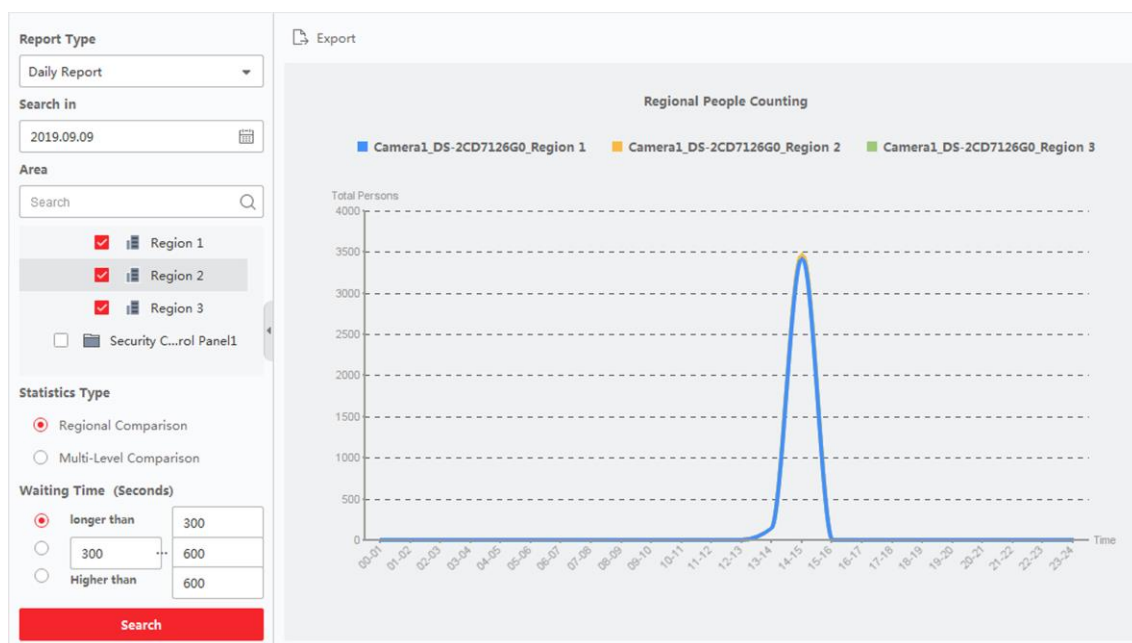 Report Type
Daily Report
Search in
2019.09.09
Area
Search
Region 1
Region 2
Region 3
Security C...rol Panel1
Statistics Type
Regional Comparison
Multi-Level Comparison
Waiting Time (Seconds)
longer than 300
300 ... 600
Higher than 600
Search
Export
Regional People Counting
Camera1_DS-2CD7126G0_Region 1 Camera1_DS-2CD7126G0_Region 2 Camera1_DS-2CD7126G0_Region 3
Total Persons
4000
3500
3000
2500
2000
1500
1000
500
0
Time
00-01 01-02 02-03 03-04 04-05 05-06 06-07 07-08 08-09 09-10 10-11 11-12 12-13 13-14 14-15 15-16 16-17 17-18 18-19 19-20 20-21 21-22 22-23 23-24